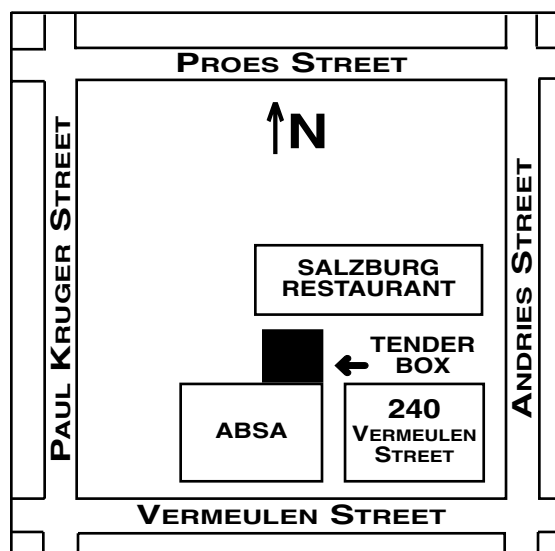 PROES STREET
N
PAUL KRUGER STREET
ANDRIES STREET
SALZBURG
RESTAURANT
TENDER
BOX
ABSA
240
VERMEULEN
STREET
VERMEULEN STREET